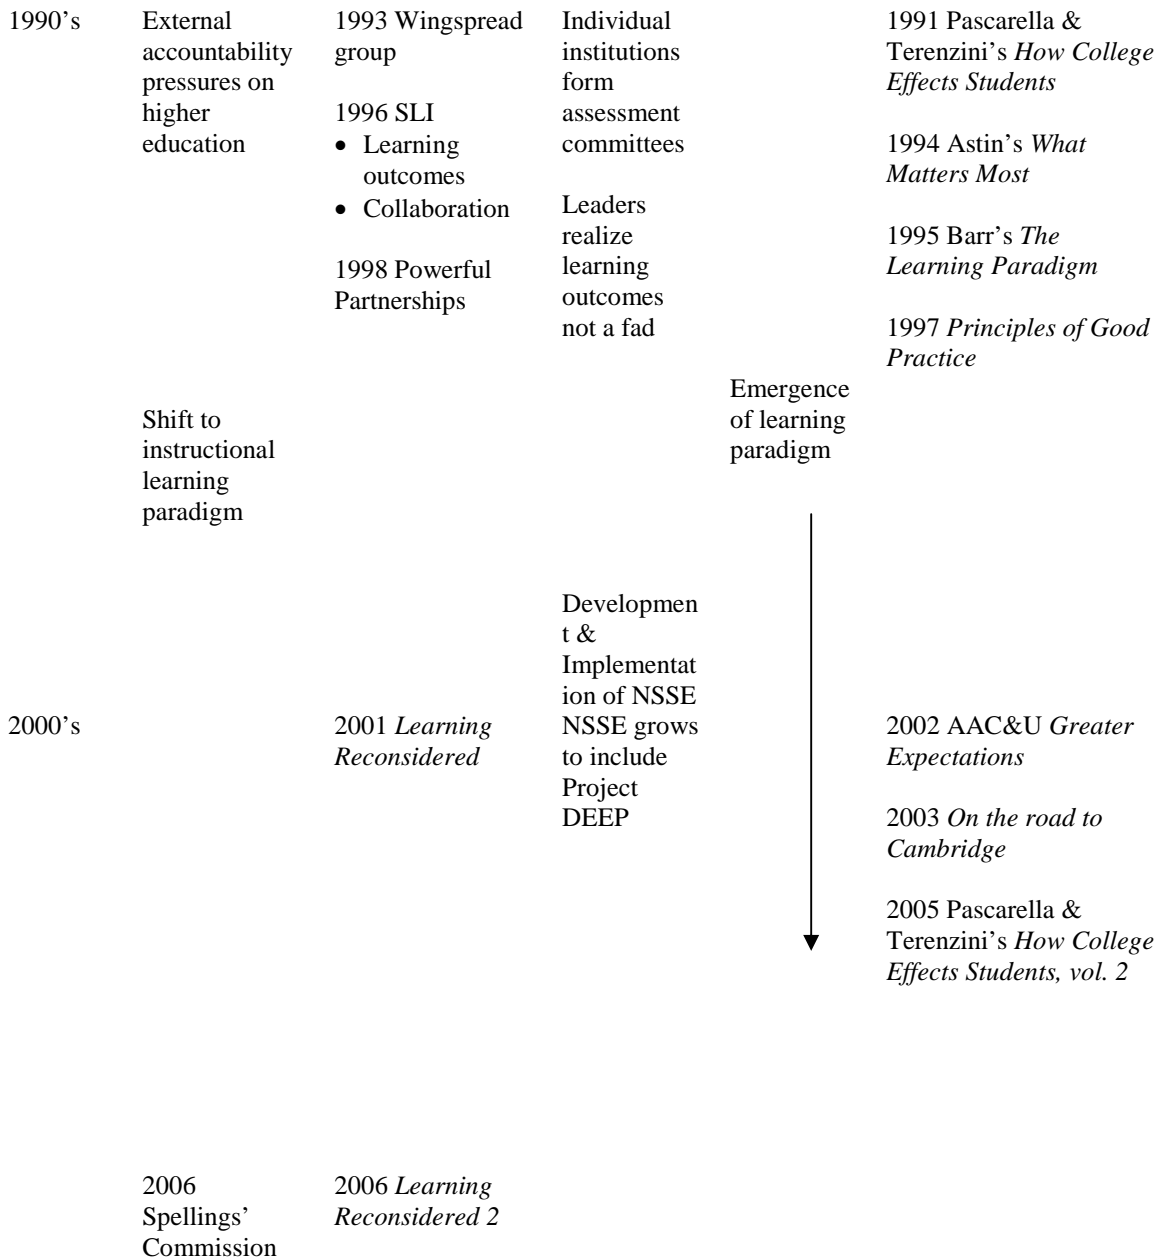 1990's
External
accountability
pressures on
higher
education
1993 Wingspread
group
1996 SLI
• Learning
outcomes
• Collaboration
1998 Powerful
Partnerships
Individual
institutions
form
assessment
committees
Leaders
realize
learning
outcomes
not a fad
1991 Pascarella &
Terenzini's How College
Effects Students
1994 Astin's What
Matters Most
1995 Barr's The
Learning Paradigm
1997 Principles of Good
Practice
Shift to
instructional
learning
paradigm
Emergence
of learning
paradigm
Developmen
t &
Implementat
ion of NSSE
2000's
2001 Learning
Reconsidered
NSSE grows
to include
Project
DEEP
2002 AAC&U Greater
Expectations
2003 On the road to
Cambridge
2005 Pascarella &
Terenzini's How College
Effects Students, vol. 2
2006
Spellings'
Commission
2006 Learning
Reconsidered 2